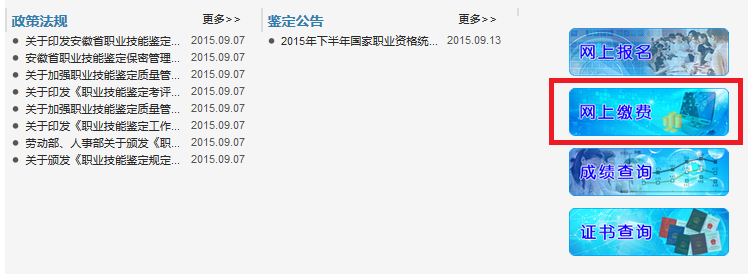 政策法规 更多>>
关于印发安徽省职业技能鉴定... 2015.09.07
安徽省职业技能鉴定保密管理... 2015.09.07
关于加强职业技能鉴定质量管... 2015.09.07
关于印发《职业技能鉴定考评... 2015.09.07
关于加强职业技能鉴定质量管... 2015.09.07
关于印发《职业技能鉴定工作... 2015.09.07
劳动部、人事部关于颁发《职... 2015.09.07
关于颁发《职业技能鉴定规定... 2015.09.07
鉴定公告 更多>>
2015年下半年国家职业资格统... 2015.09.13
网上报名
网上缴费
成绩查询
证书查询